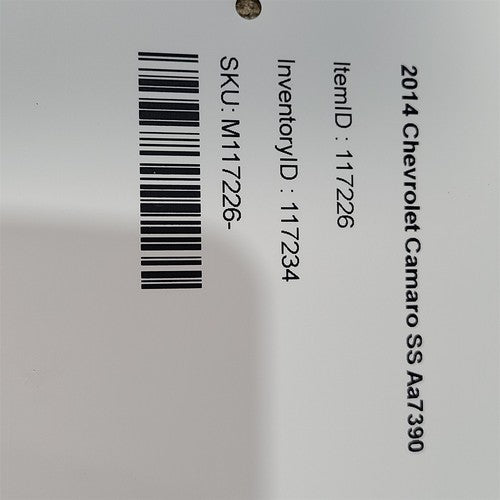 2014 Chevrolet Camaro SS Aa7390
ItemID : 117226
InventoryID : 117234
SKU: M117226-